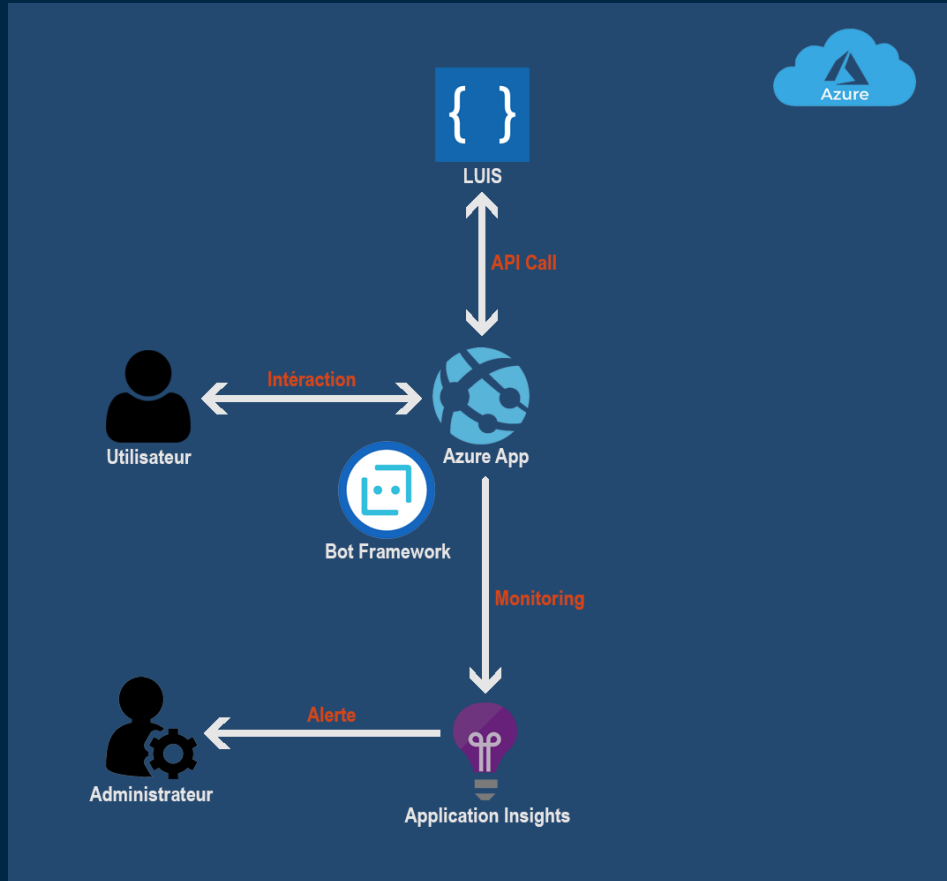 Azure
{ }
LUIS
API Call
Intéraction
Utilisateur
Azure App
Bot Framework
Monitoring
Alerte
Administrateur
Application Insights